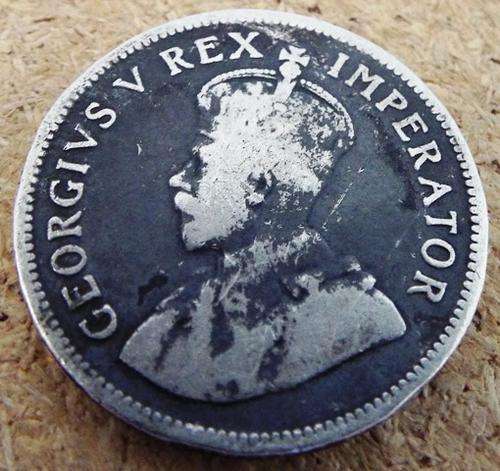 GEORGIVS V REX IMPERATOR